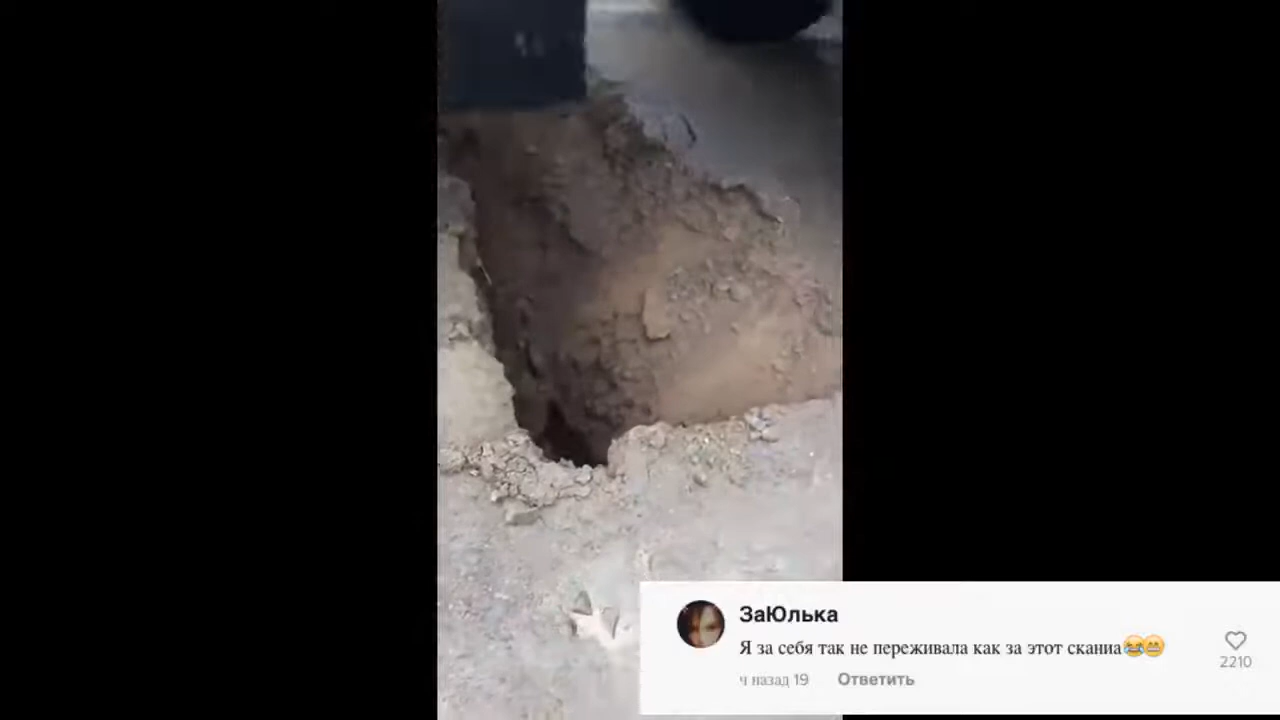 ЗаЮлька
Я за себя так не переживала как за этот скания😂😁
ч назад 19 Ответить
2210